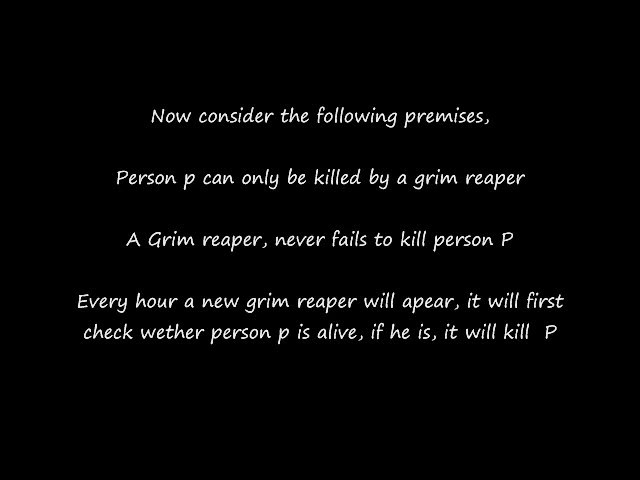 Now consider the following premises,
Person p can only be killed by a grim reaper
A Grim reaper, never fails to kill person P
Every hour a new grim reaper will apear, it will first
check wether person p is alive, if he is, it will kill P